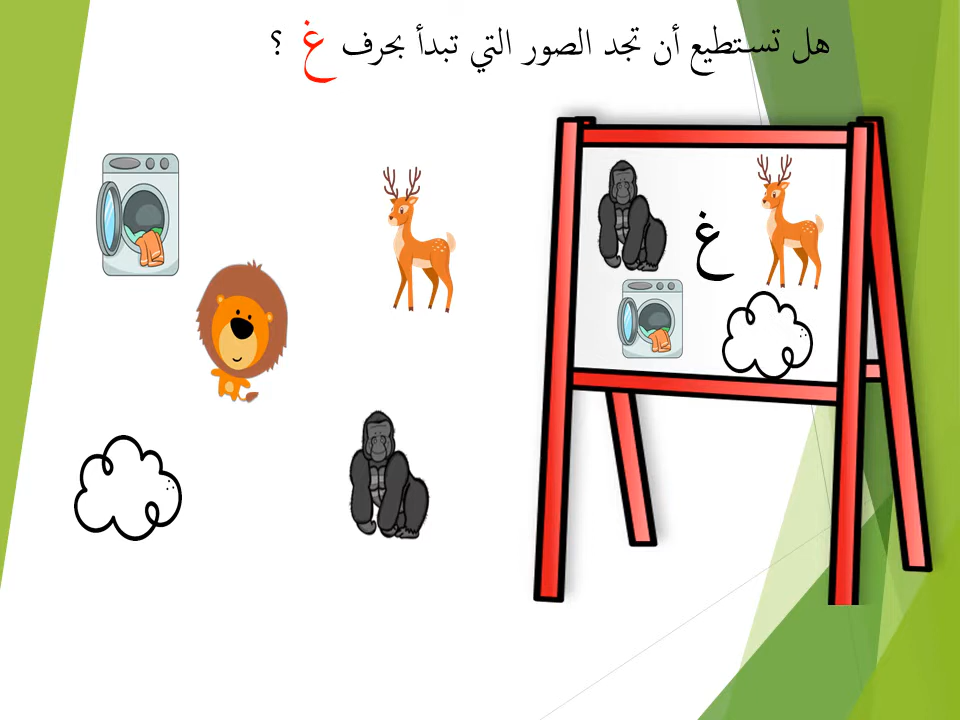 هل تستطيع أن تجد الصور التي تبدأ بحرف غ ؟
غ